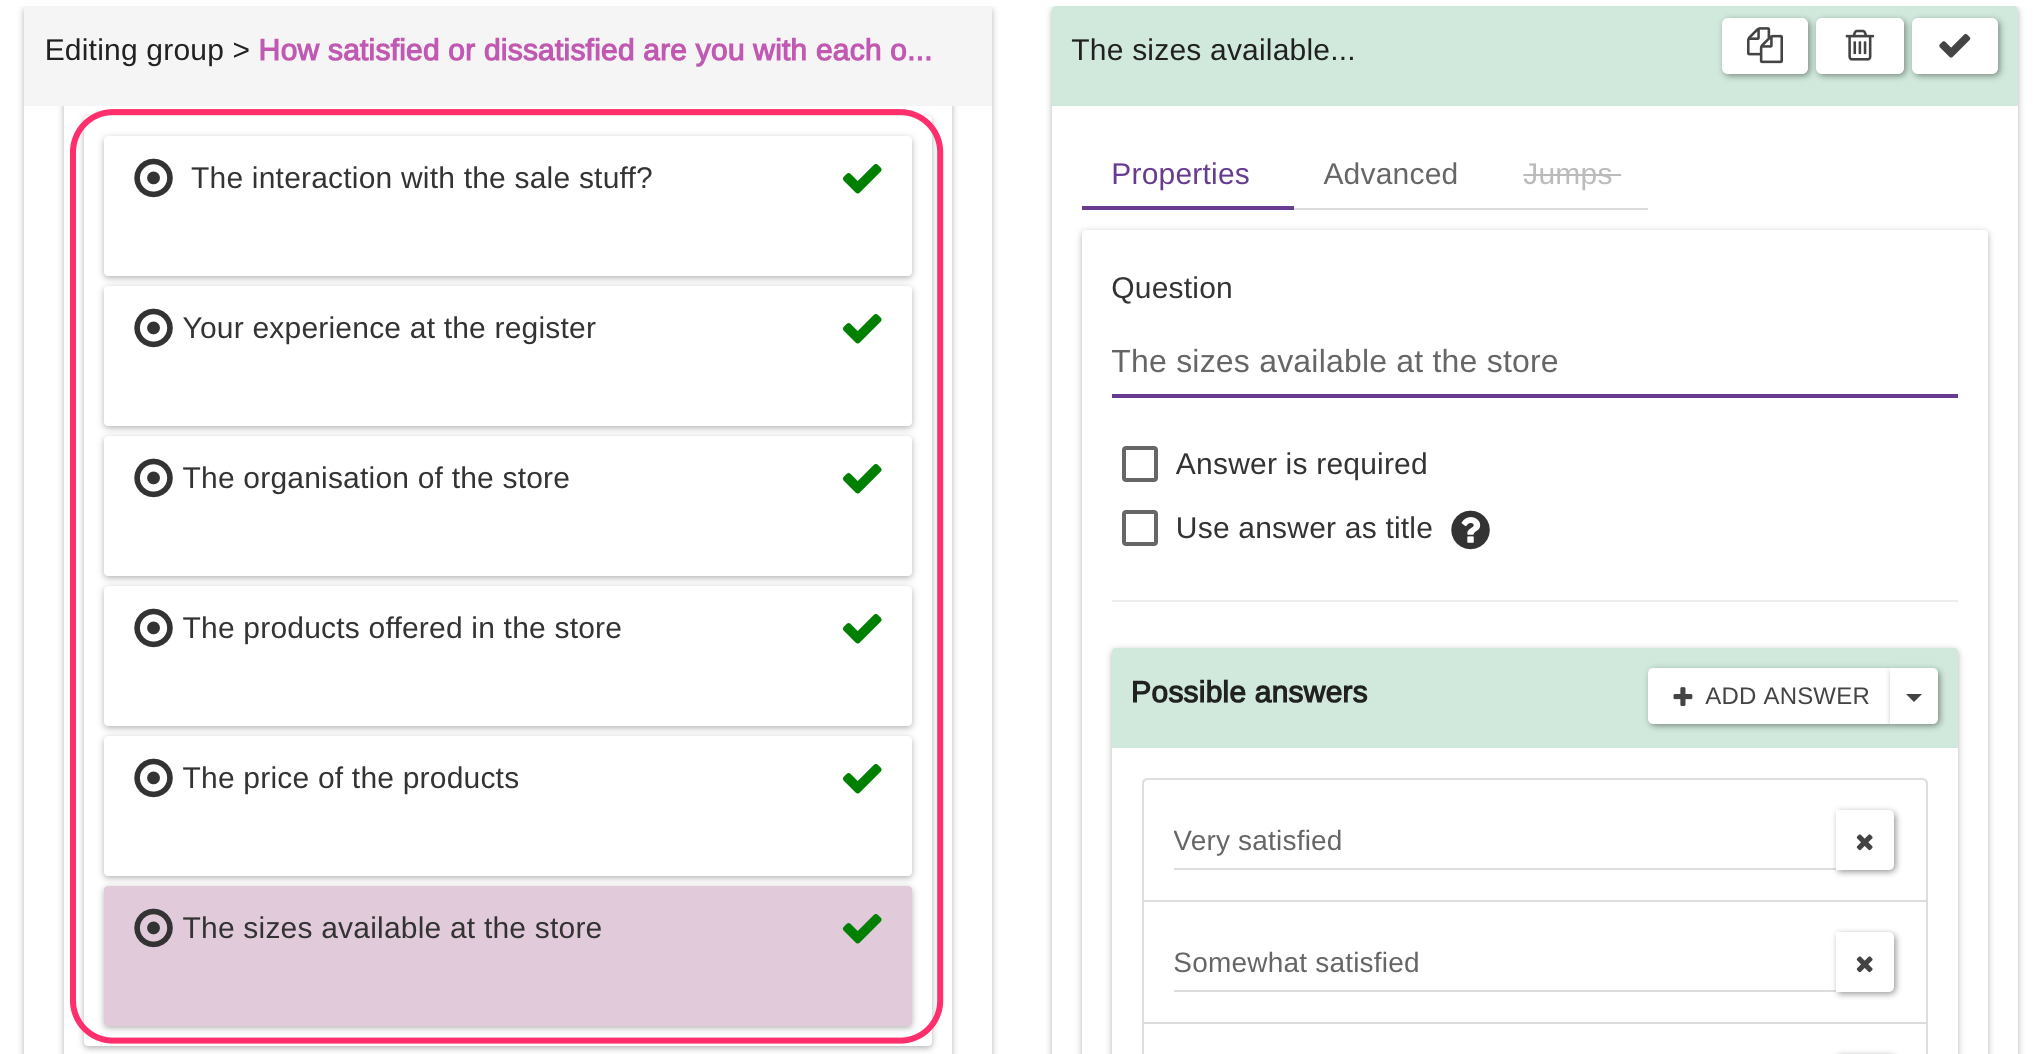 Editing group > How satisfied or dissatisfied are you with each o...
The interaction with the sale stuff?
Your experience at the register
The organisation of the store
The products offered in the store
The price of the products
The sizes available at the store
The sizes available...
Properties Advanced Jumps
Question
The sizes available at the store
Answer is required
Use answer as title ?
Possible answers
ADD ANSWER
Very satisfied
Somewhat satisfied